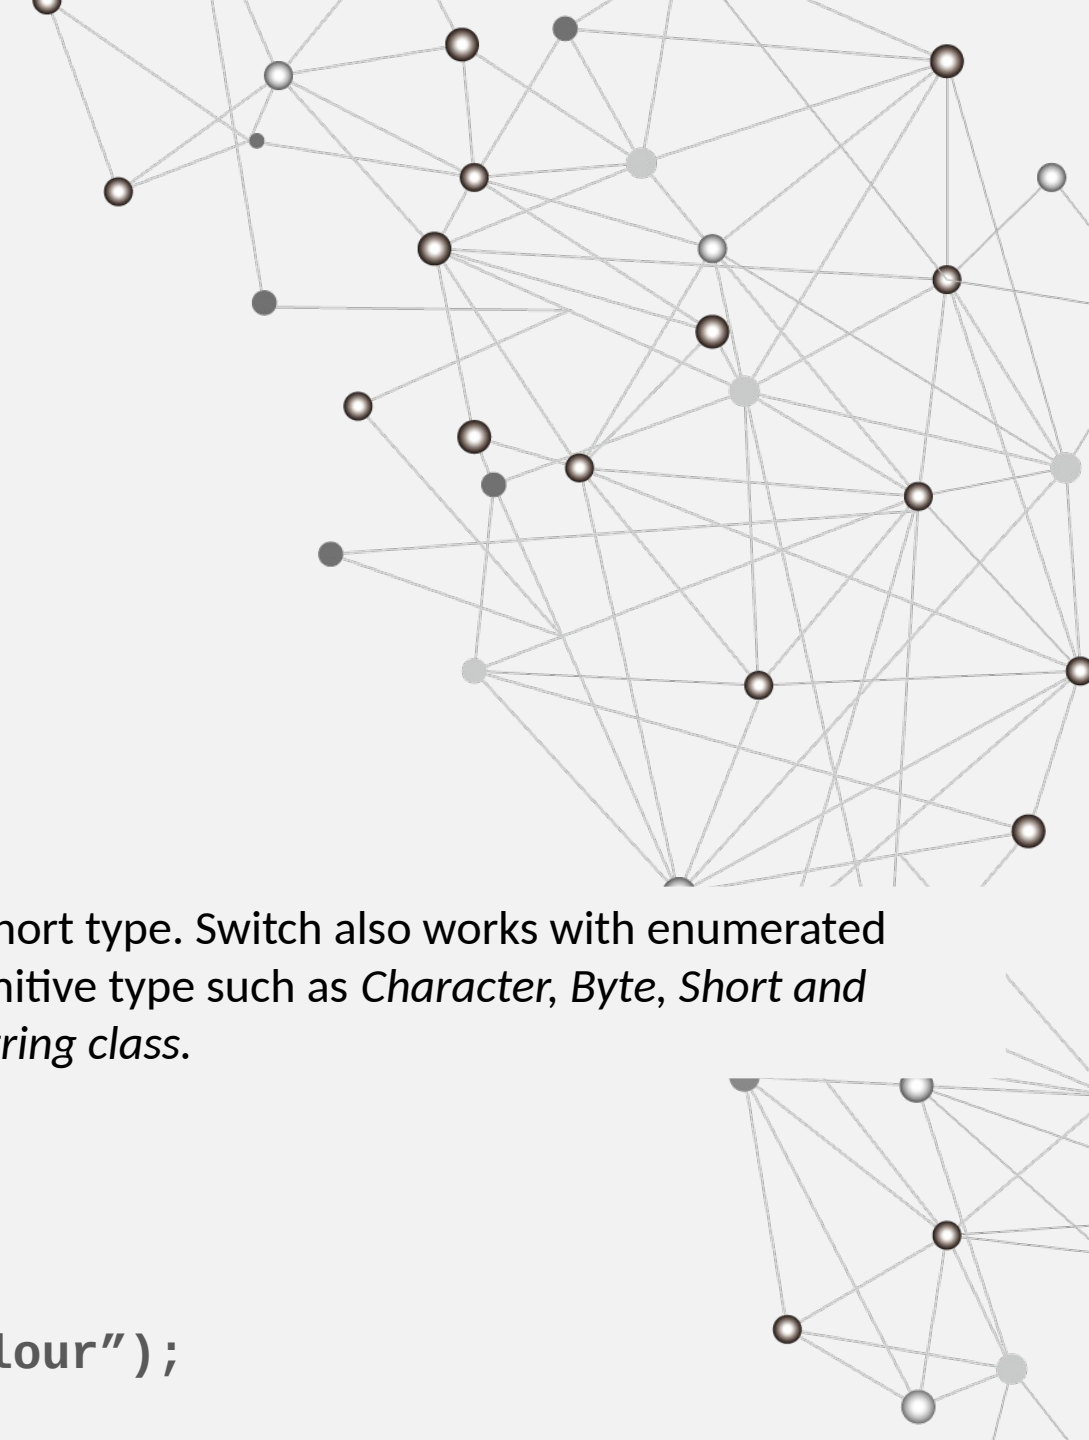 hort type. Switch also works with enumerated
nitive type such as Character, Byte, Short and
ring class.
lour”);